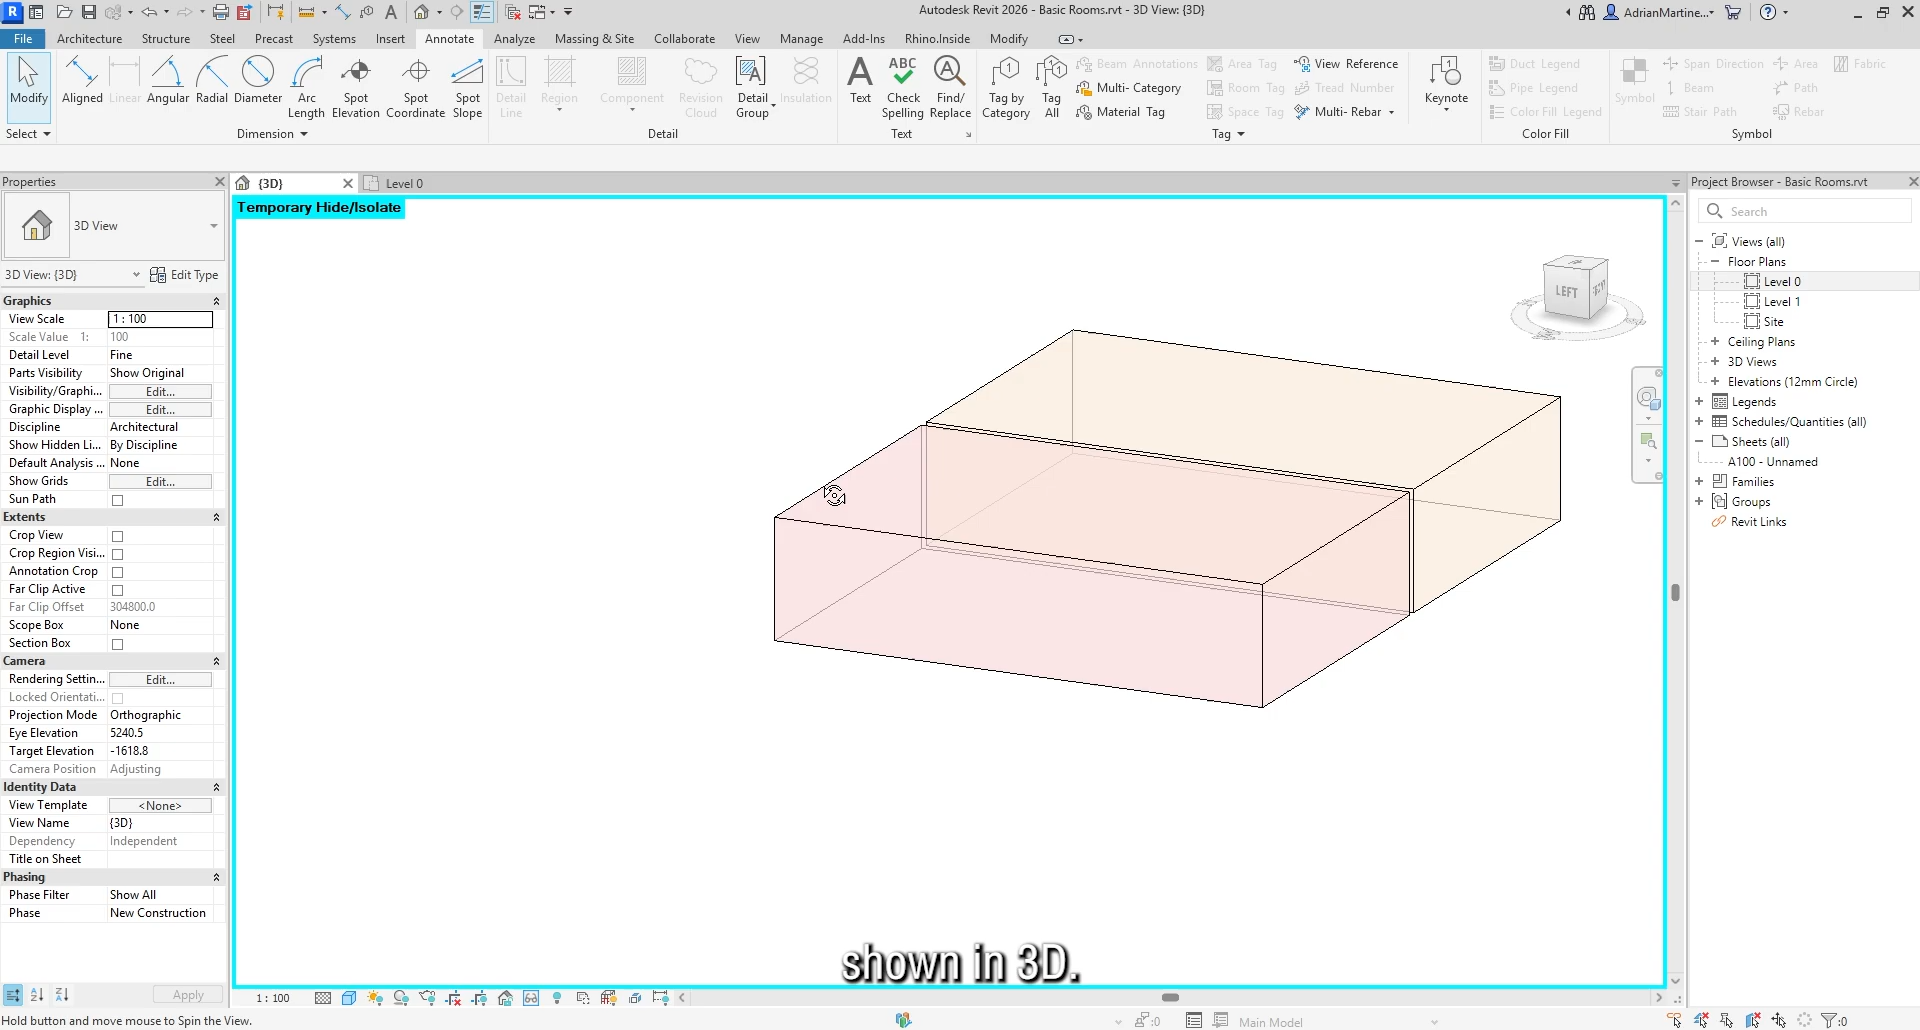 Autodesk Revit 2026 - Basic Rooms.rvt - 3D View: {3D}
AdrianMartine...
File Architecture Structure Steel Precast Systems Insert Annotate Analyze Massing & Site Collaborate View Manage Add-Ins Rhino.Inside Modify
Modify
Select
Aligned Linear Angular Radial Diameter Arc Length Spot Elevation Spot Coordinate Spot Slope
Dimension
Detail Line Region Component Revision Cloud Detail Group Insulation
Detail
Text Check Spelling Find/ Replace
Text
Tag by Category Tag All
Beam Annotations
Multi- Category
Material Tag
Area Tag
Room Tag
Space Tag
View Reference
Tread Number
Multi- Rebar
Tag
Keynote
Duct Legend
Pipe Legend
Color Fill Legend
Color Fill
Symbol
Span Direction
Beam
Stair Path
Area
Path
Rebar
Fabric
Symbol
Properties
3D View
3D View: {3D}
Edit Type
Graphics
View Scale 1 : 100
Scale Value 1: 100
Detail Level Fine
Parts Visibility Show Original
Visibility/Graphi... Edit...
Graphic Display ... Edit...
Discipline Architectural
Show Hidden Li... By Discipline
Default Analysis ... None
Show Grids Edit...
Sun Path
Extents
Crop View
Crop Region Visi...
Annotation Crop
Far Clip Active
Far Clip Offset 304800.0
Scope Box None
Section Box
Camera
Rendering Settin... Edit...
Locked Orientati...
Projection Mode Orthographic
Eye Elevation 5240.5
Target Elevation -1618.8
Camera Position Adjusting
Identity Data
View Template <None>
View Name {3D}
Dependency Independent
Title on Sheet
Phasing
Phase Filter Show All
Phase New Construction
Apply
{3D}
Level 0
Temporary Hide/Isolate
LEFT
shown in 3D.
1 : 100
Project Browser - Basic Rooms.rvt
Search
Views (all)
Floor Plans
Level 0
Level 1
Site
Ceiling Plans
3D Views
Elevations (12mm Circle)
Legends
Schedules/Quantities (all)
Sheets (all)
A100 - Unnamed
Families
Groups
Revit Links
Hold button and move mouse to Spin the View.
:0
Main Model
:0